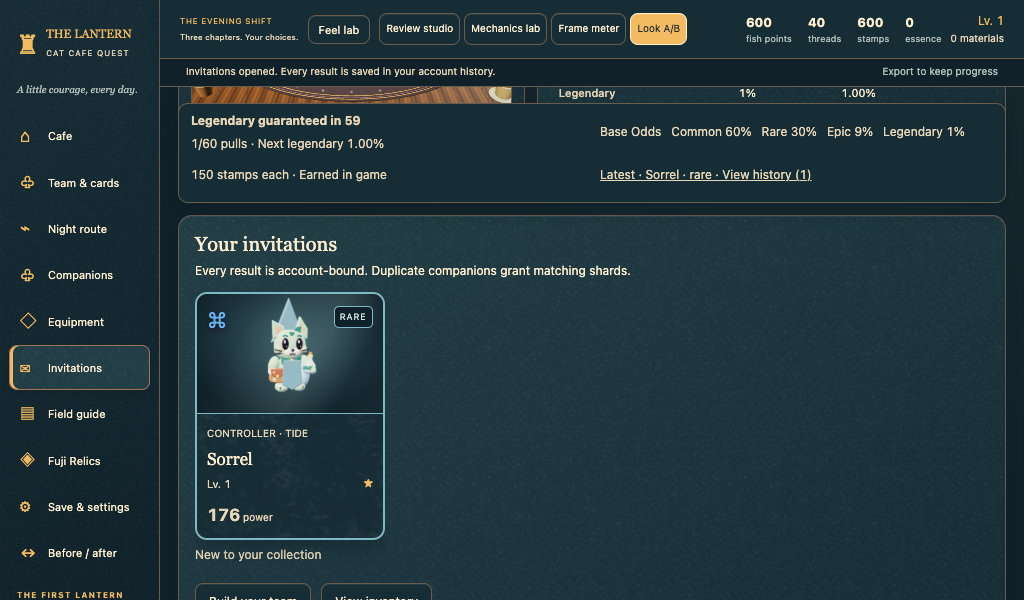 THE LANTERN
CAT CAFE QUEST
A little courage, every day.
Cafe
Team & cards
Night route
Companions
Equipment
Invitations
Field guide
Fuji Relics
Save & settings
Before / after
THE FIRST LANTERN
THE EVENING SHIFT
Three chapters. Your choices.
Feel lab
Review studio
Mechanics lab
Frame meter
Look A/B
600
fish points
40
threads
600
stamps
0
essence
Lv. 1
0 materials
Invitations opened. Every result is saved in your account history.
Export to keep progress
Legendary 1% 1.00%
Legendary guaranteed in 59
1/60 pulls · Next legendary 1.00%
150 stamps each · Earned in game
Base Odds Common 60% Rare 30% Epic 9% Legendary 1%
Latest · Sorrel · rare · View history (1)
Your invitations
Every result is account-bound. Duplicate companions grant matching shards.
RARE
CONTROLLER · TIDE
Sorrel
Lv. 1
176 power
New to your collection
Build your team
View inventory